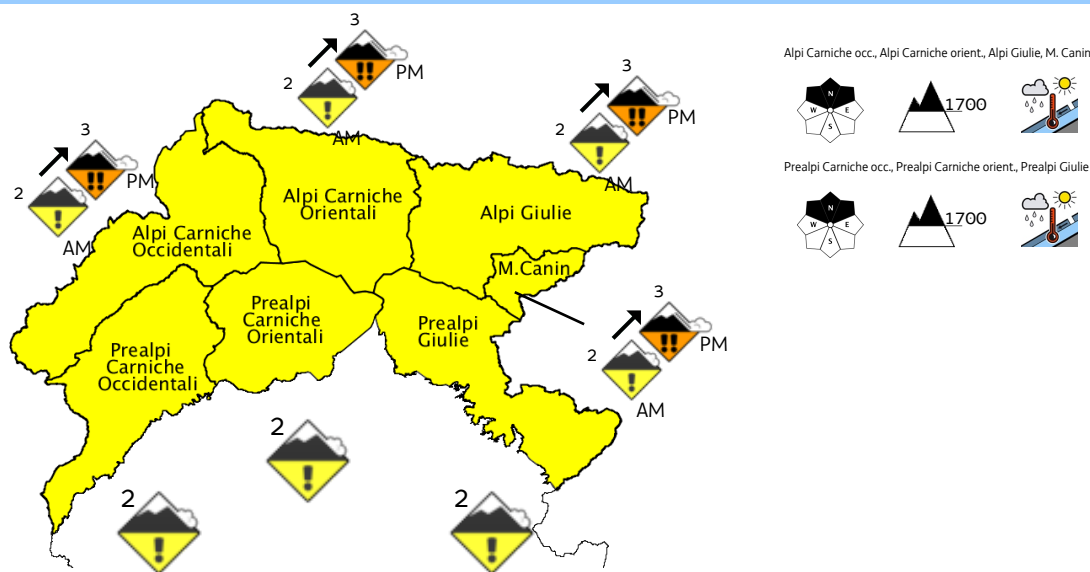 3
2
PM
AM
3
2
PM
AM
3
2
PM
AM
Alpi Carniche
Orientali
Alpi Giulie
Alpi Carniche
Occidentali
M.Canin
Prealpi
Carniche
Orientali
Prealpi
Giulie
Prealpi
Carniche
Occidentali
3
2
PM
AM
2
2
2
Alpi Carniche occ., Alpi Carniche orient., Alpi Giulie, M. Canin
N
W
E
S
1700
Prealpi Carniche occ., Prealpi Carniche orient., Prealpi Giulie
N
W
E
S
1700